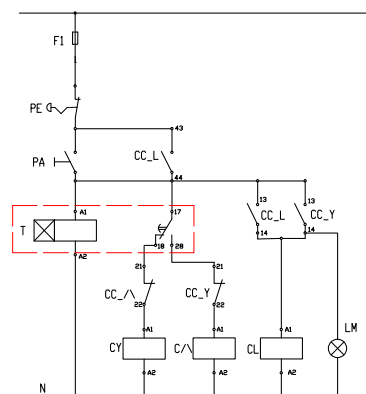 F1
PE
43
PA
CC_L
44
13
13
A1
17
CC_L
CC_Y
T
18
28
14
14
A2
21
21
CC_/\
CC_Y
22
22
A1
A1
A1
LM
CY
C/\
CL
A2
A2
A2
N